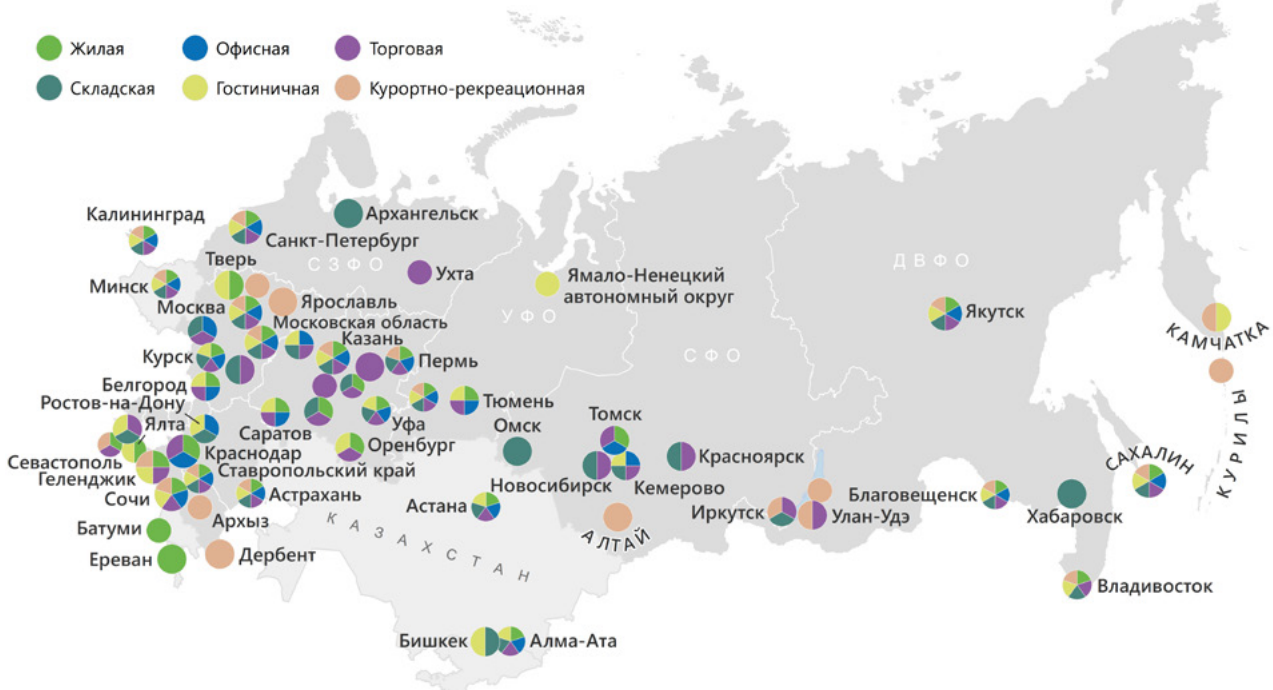 Жилая
Офисная
Торговая
Складская
Гостиничная
Курортно-рекреационная
Калининград
Архангельск
Санкт-Петербург
СЗФО
Тверь
Ухта
Минск
Ярославль
Москва
Московская область
Казань
Курск
Пермь
Белгород
Ростов-на-Дону
Ялта
Саратов
Уфа
Тюмень
Оренбург
Севастополь
Краснодар
Геленджик
Ставропольский край
Сочи
Астрахань
Батуми
Архыз
Ереван
Дербент
УФО
Ямало-Ненецкий
автономный округ
СФО
ДВФО
Якутск
КАМЧАТКА
КУРИЛЫ
САХАЛИН
Омск
Томск
Красноярск
Новосибирск
Кемерово
Астана
АЛТАЙ
Иркутск
Улан-Удэ
Благовещенск
Хабаровск
Владивосток
КАЗАХСТАН
Бишкек
Алма-Ата